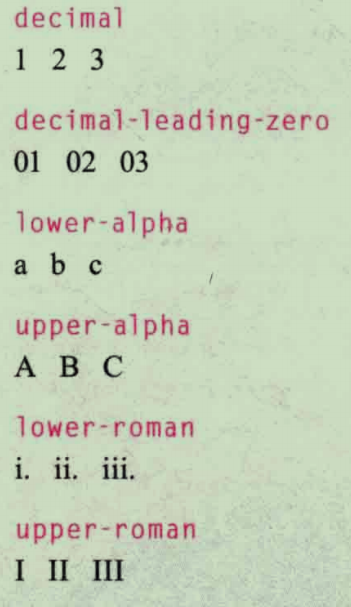 decimal
1 2 3
decimal-leading-zero
01 02 03
lower-alpha
a b c
upper-alpha
A B C
lower-roman
i. ii. iii.
upper-roman
I II III